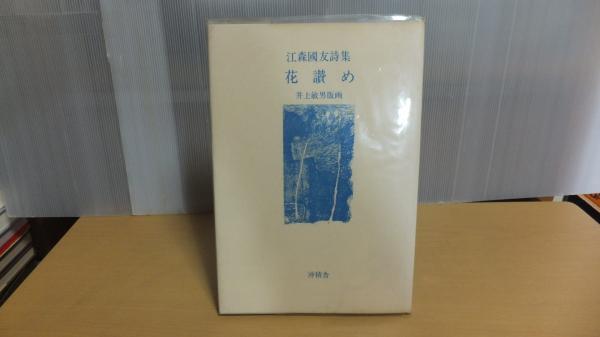 江森國友詩集
花讃め
井上敏男版画
沖積舎